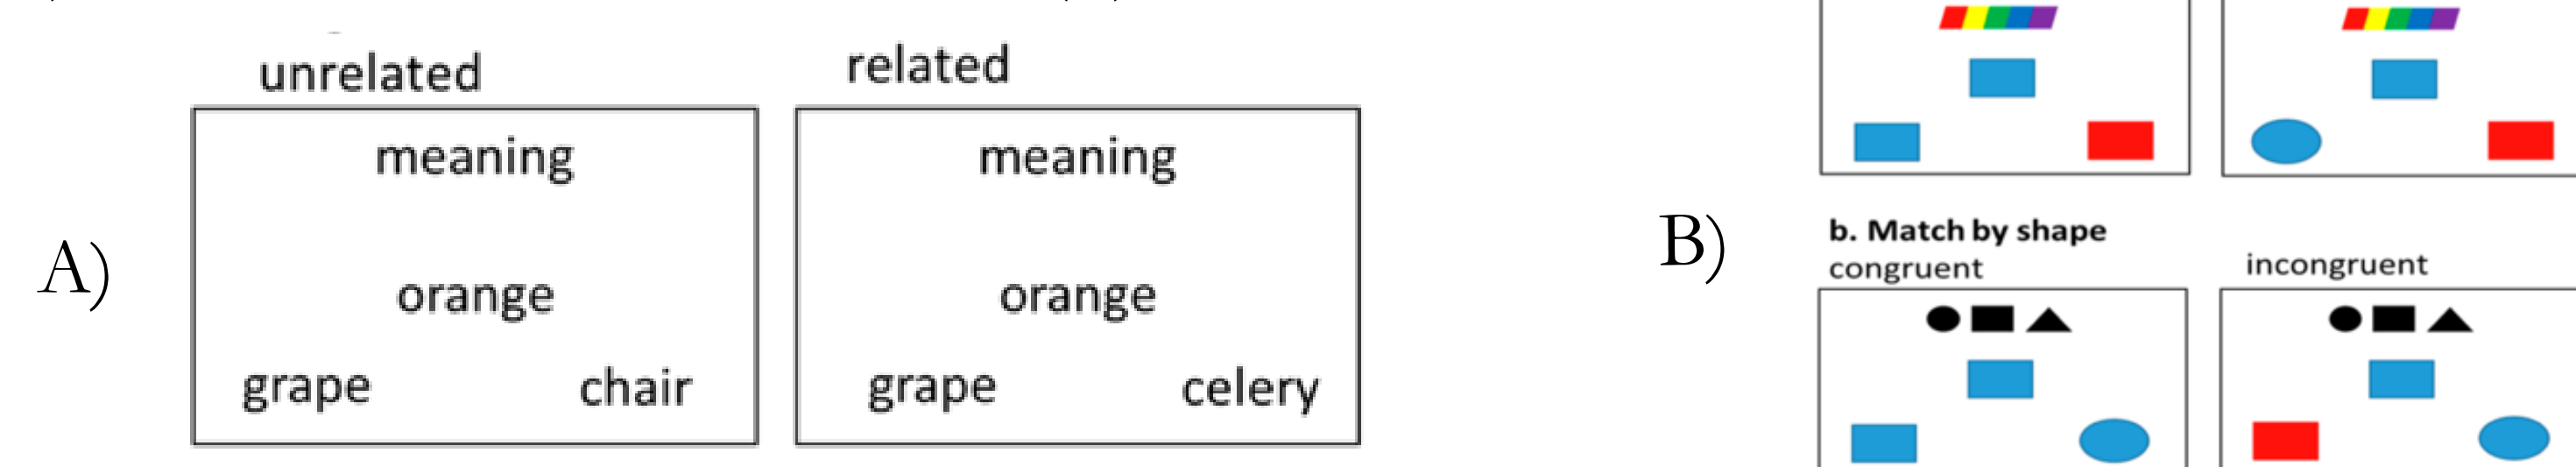 A)
unrelated
meaning
orange
grape chair
related
meaning
orange
grape celery
B)
b. Match by shape
congruent
incongruent